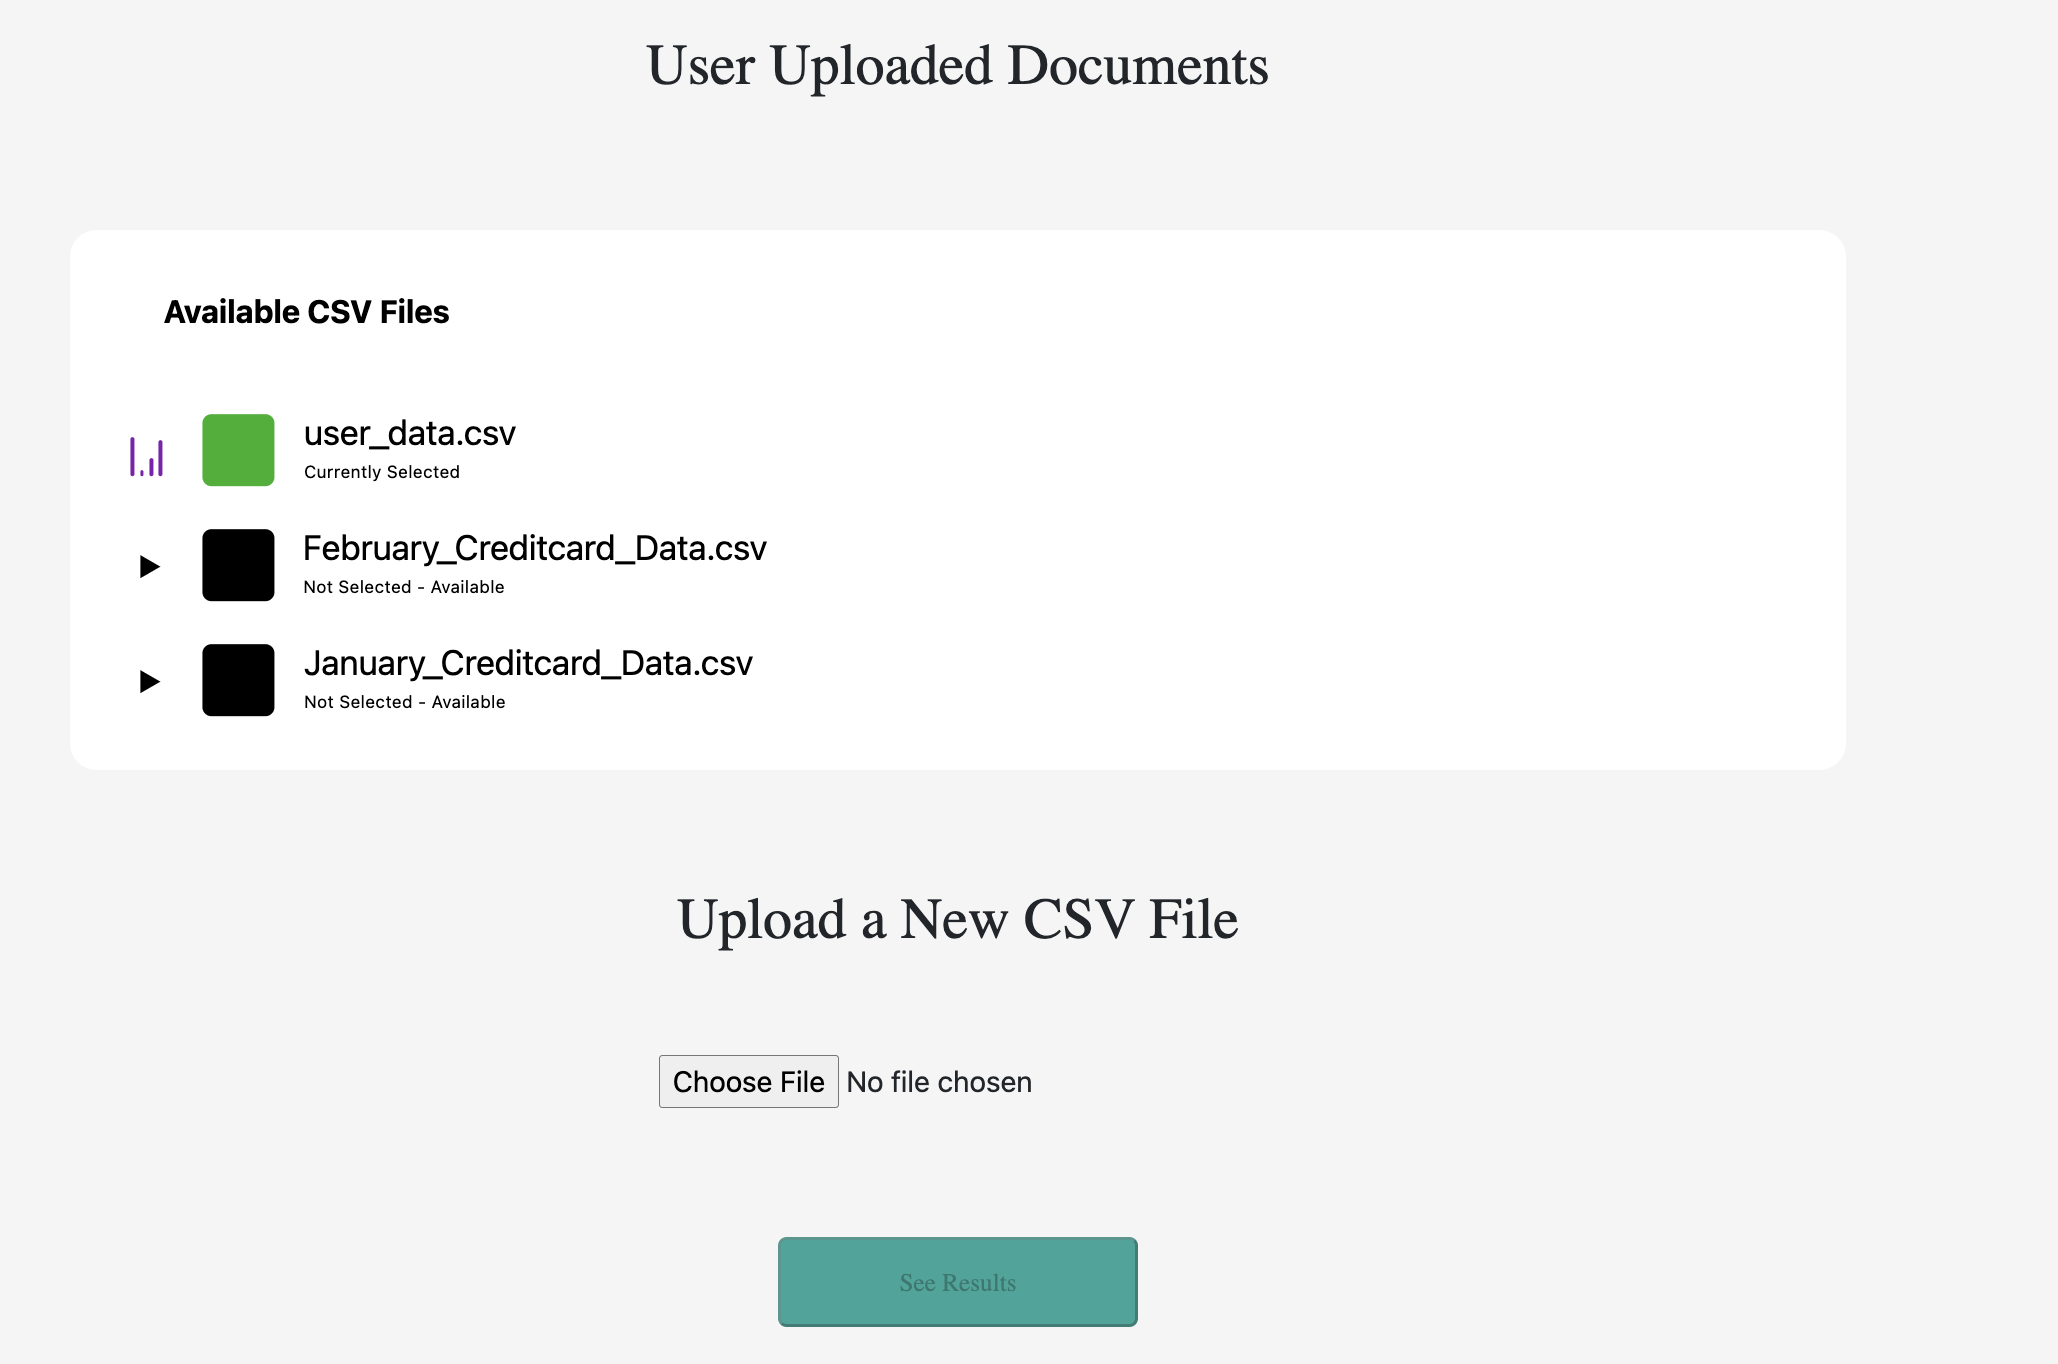 User Uploaded Documents
Available CSV Files
user_data.csv
Currently Selected
February_Creditcard_Data.csv
Not Selected - Available
January_Creditcard_Data.csv
Not Selected - Available
Upload a New CSV File
Choose File No file chosen
See Results